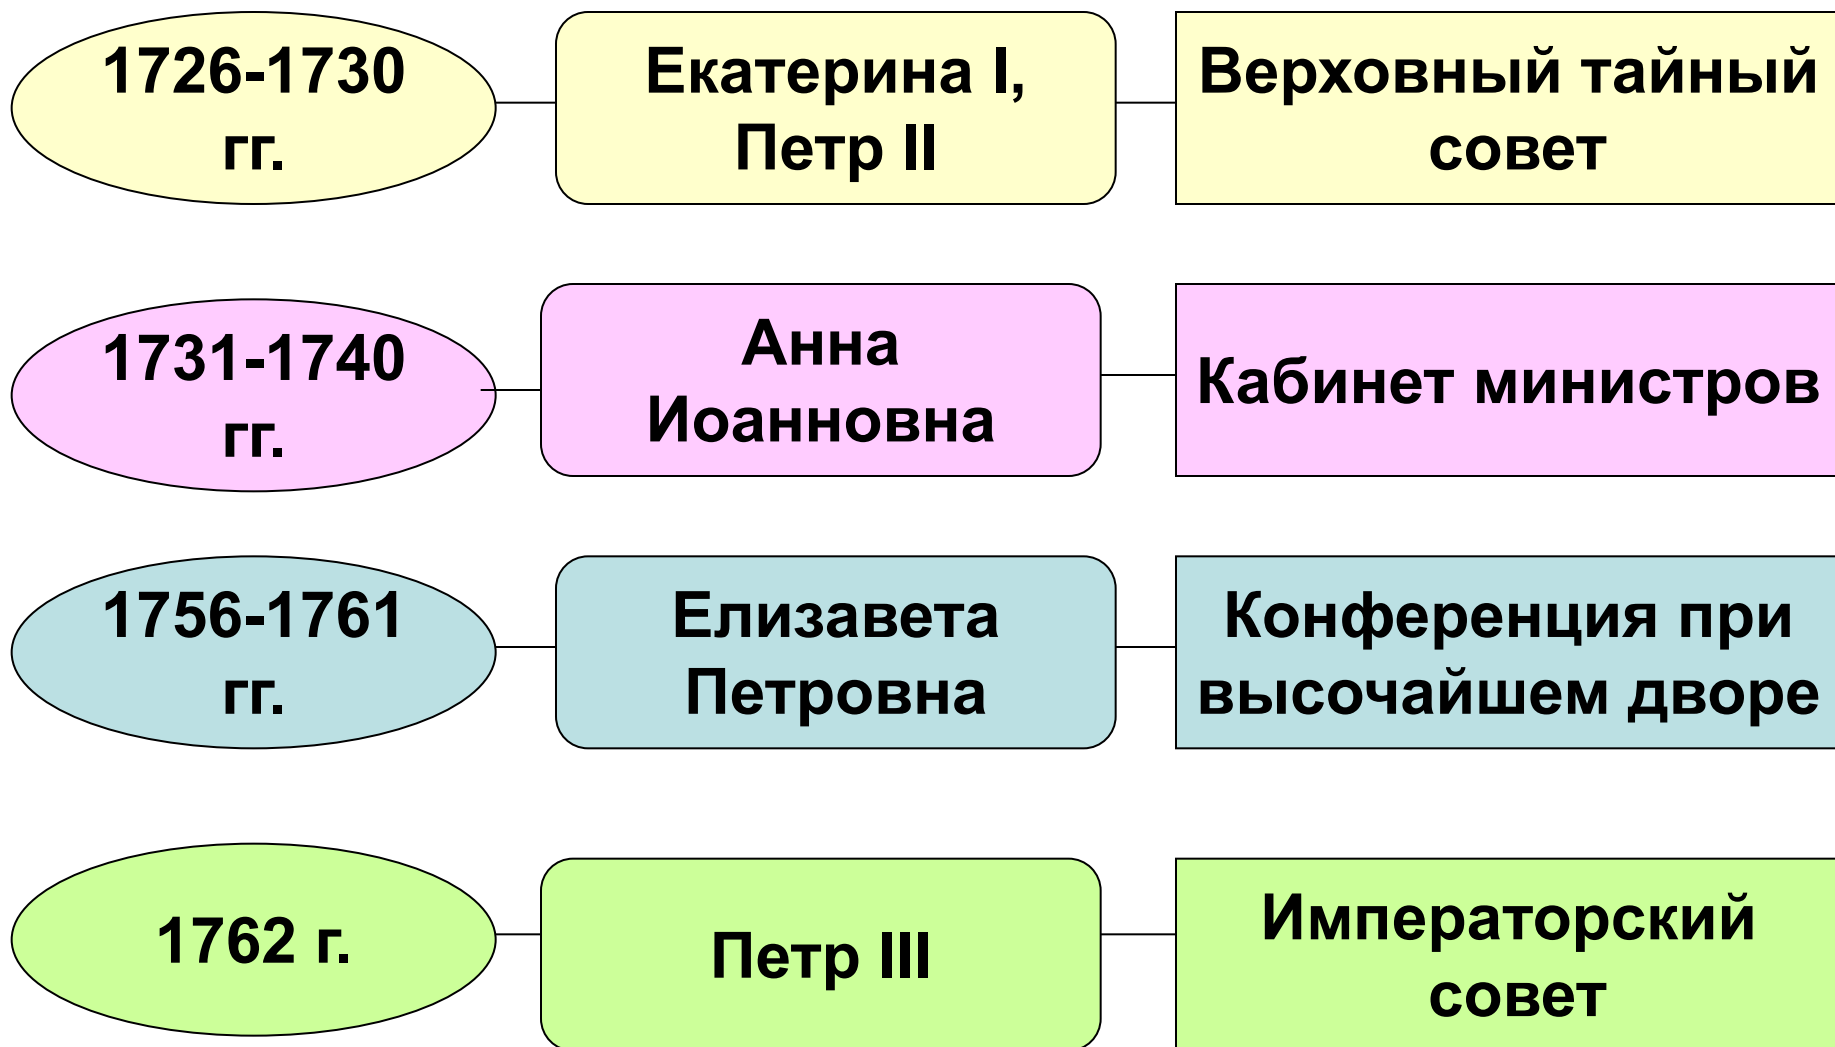 1726-1730
гг.
Екатерина I,
Петр II
Верховный тайный
совет
1731-1740
гг.
Анна
Иоанновна
Кабинет министров
1756-1761
гг.
Елизавета
Петровна
Конференция при
высочайшем дворе
1762 г.
Петр III
Императорский
совет